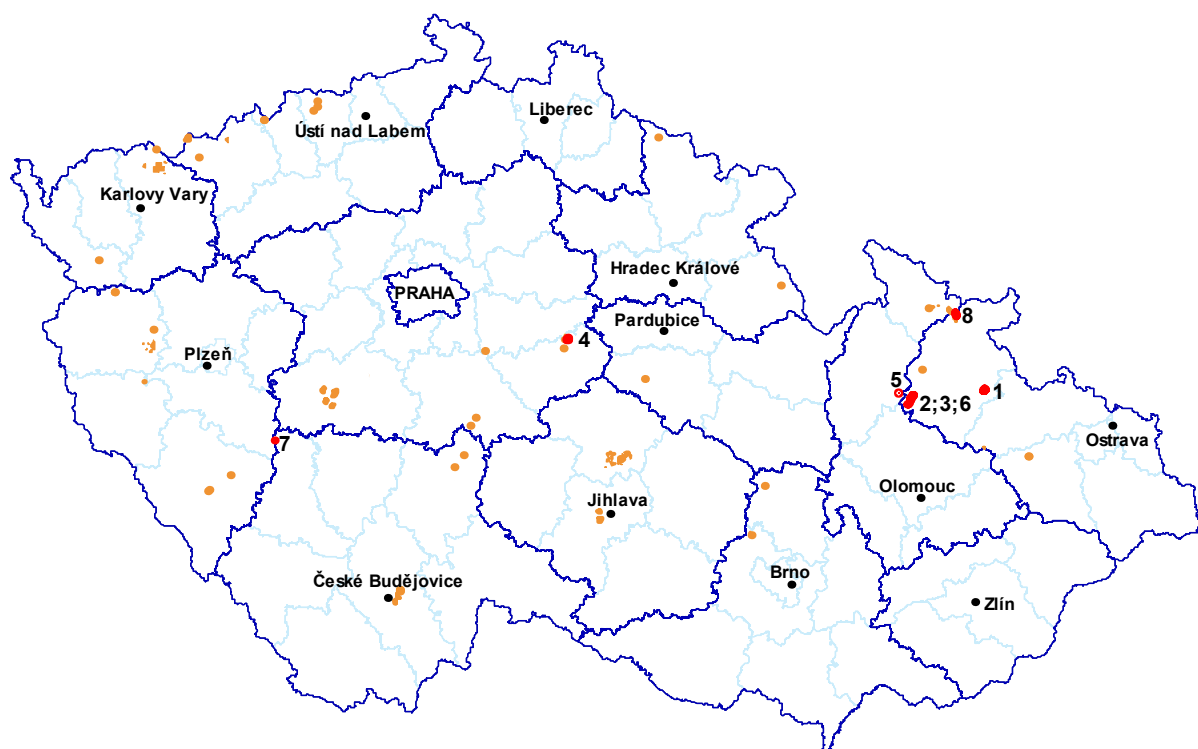 Liberec
Ústí nad Labem
Karlovy Vary
Hradec Králové
PRAHA
Pardubice
8
4
Plzeň
5
1
2;3;6
Ostrava
7
Olomouc
Jihlava
Brno
České Budějovice
Zlín